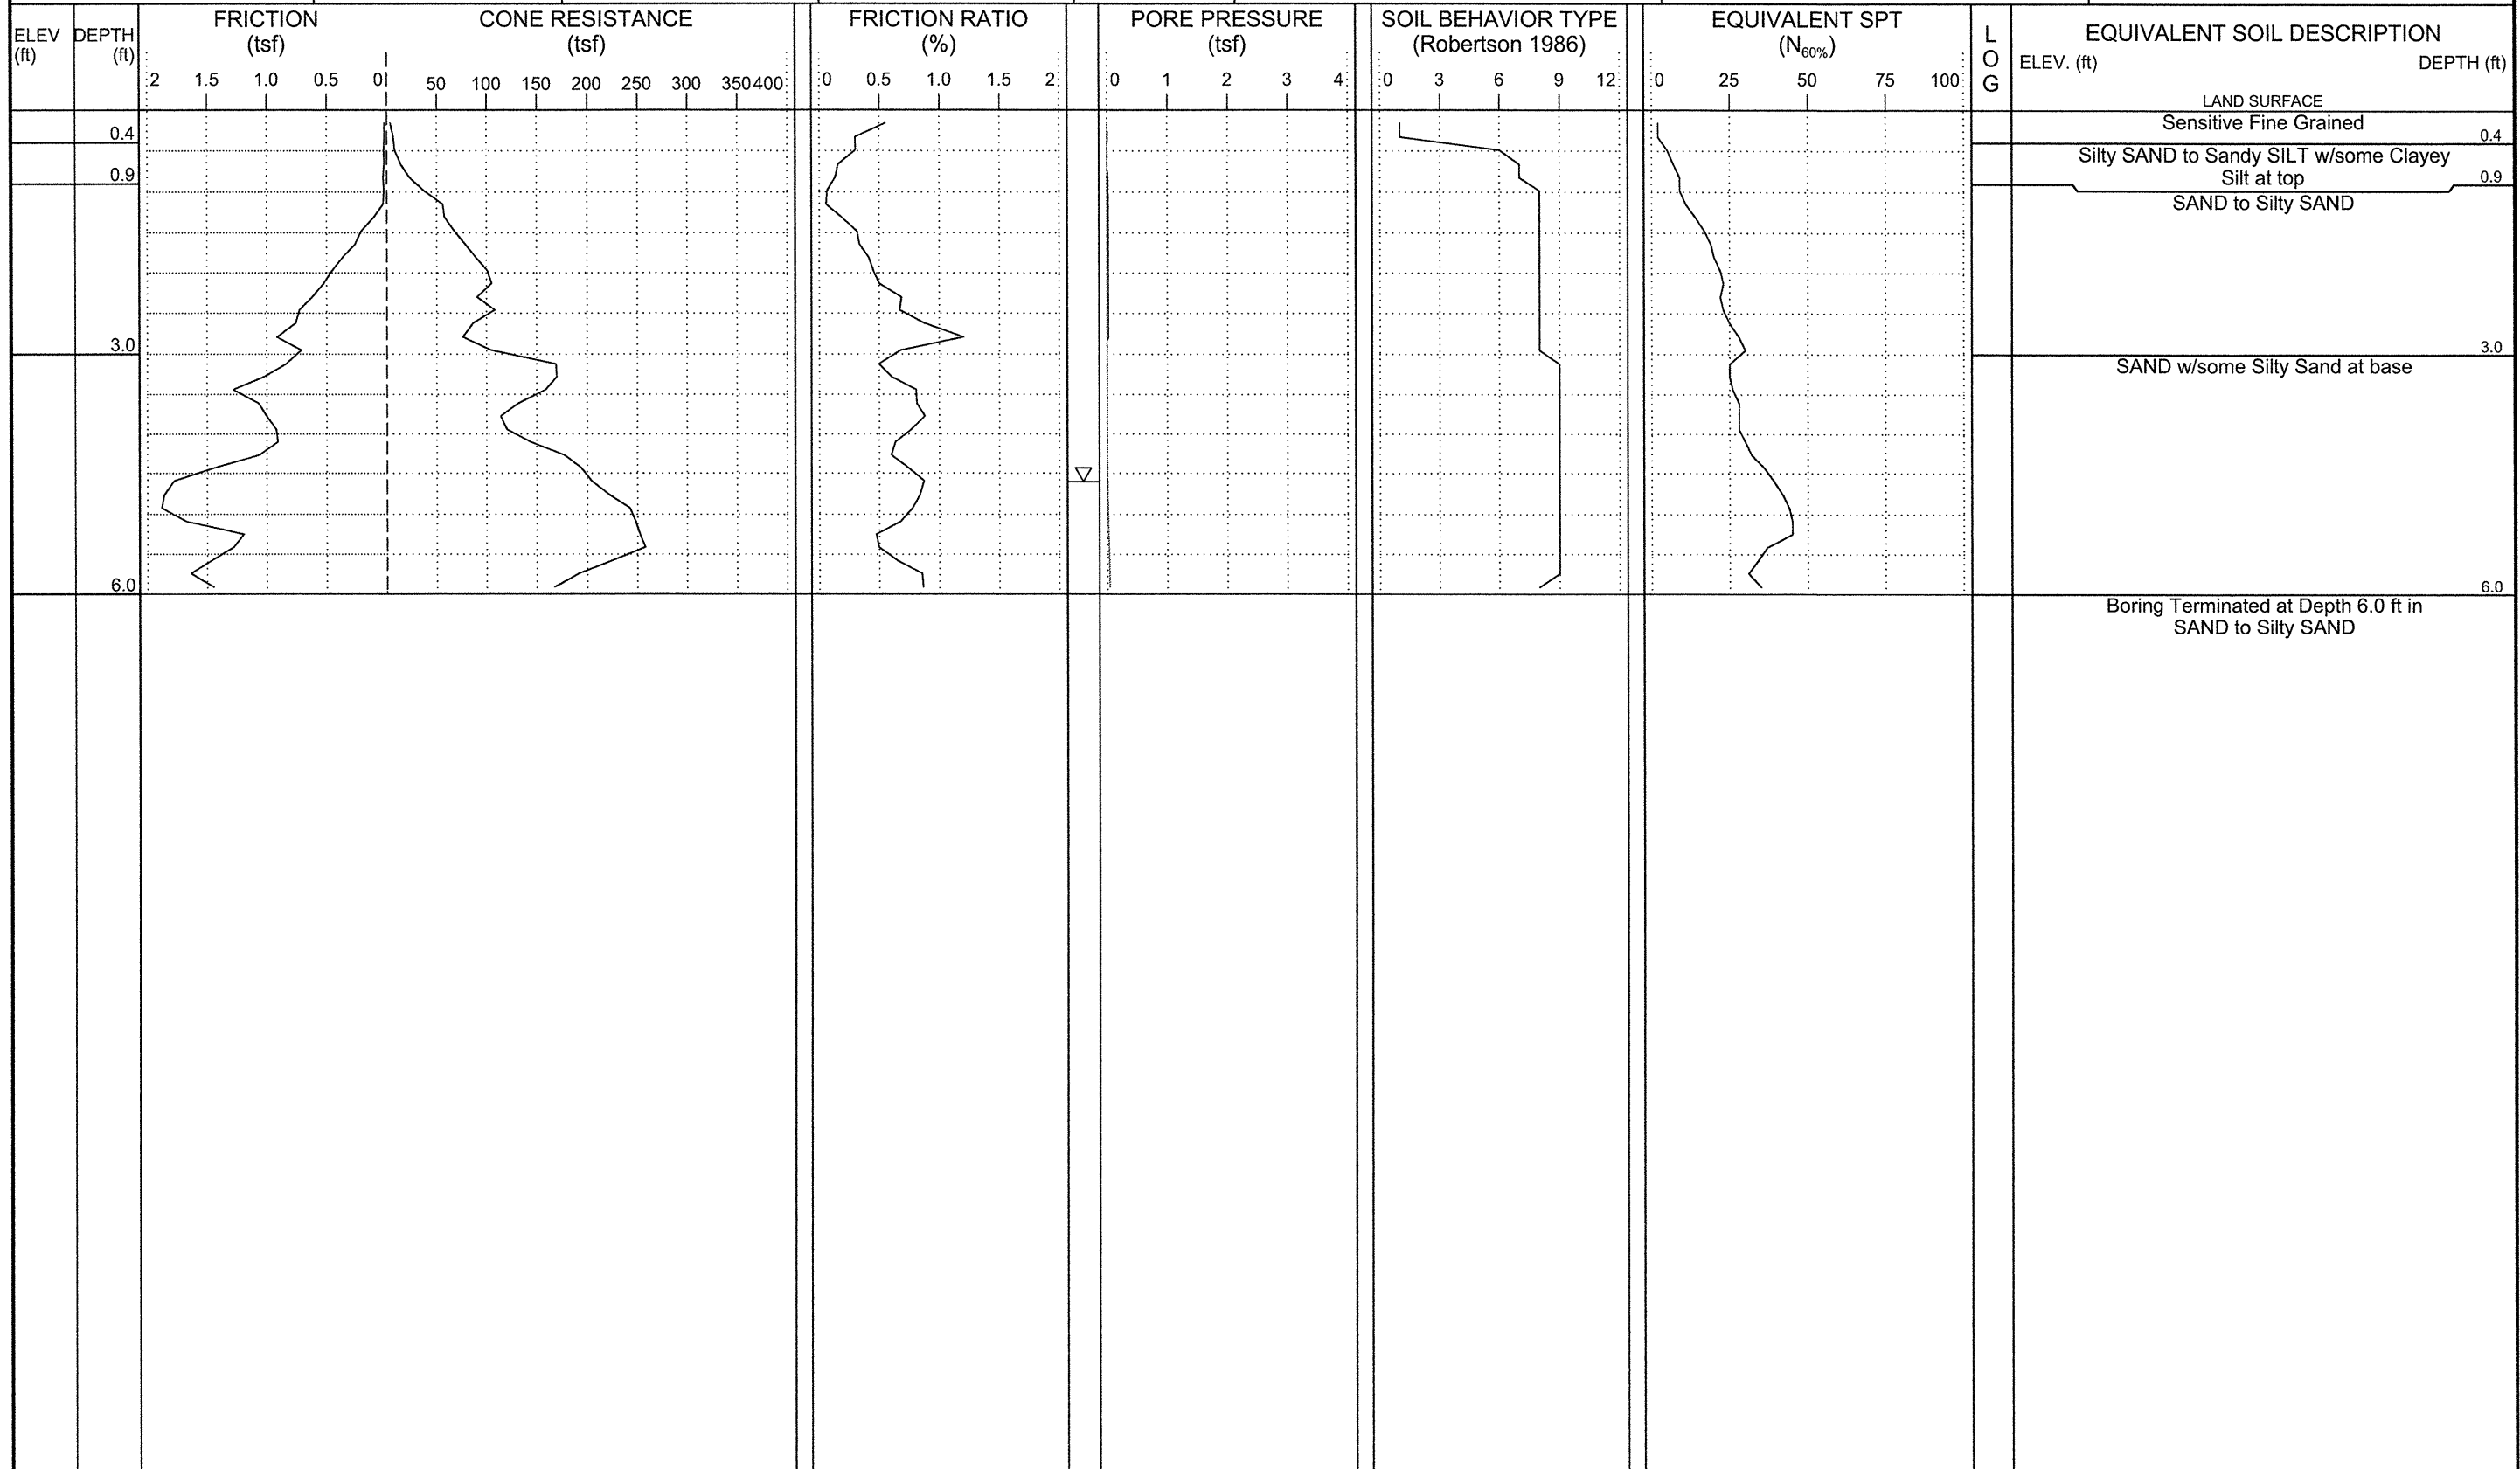 ELEV (ft)
DEPTH (ft)
FRICTION (tsf)
2 1.5 1.0 0.5 0
CONE RESISTANCE (tsf)
50 100 150 200 250 300 350 400
FRICTION RATIO (%)
0 0.5 1.0 1.5 2
PORE PRESSURE (tsf)
0 1 2 3 4
SOIL BEHAVIOR TYPE (Robertson 1986)
0 3 6 9 12
EQUIVALENT SPT (N60%)
0 25 50 75 100
LOG
EQUIVALENT SOIL DESCRIPTION
ELEV. (ft) DEPTH (ft)
LAND SURFACE
Sensitive Fine Grained
0.4 0.4
Silty SAND to Sandy SILT w/some Clayey
Silt at top
0.9 0.9
SAND to Silty SAND
3.0 3.0
SAND w/some Silty Sand at base
6.0 6.0
Boring Terminated at Depth 6.0 ft in
SAND to Silty SAND